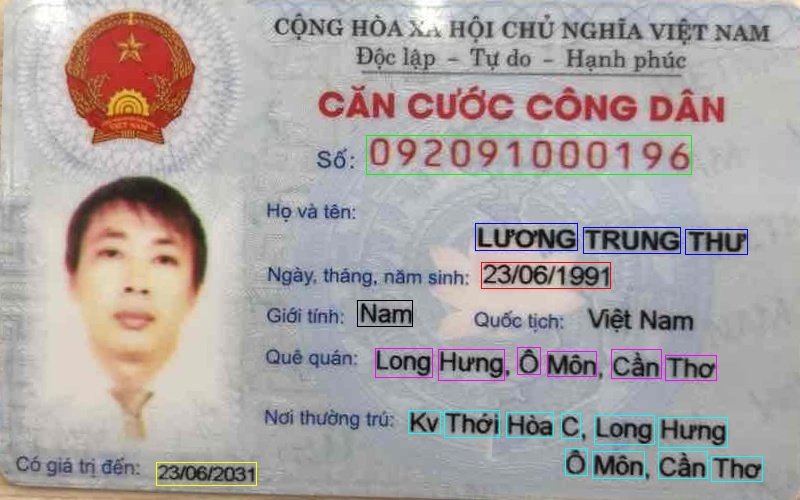 CỘNG HÒA XÃ HỘI CHỦ NGHĨA VIỆT NAM
Độc lập - Tự do - Hạnh phúc
CĂN CƯỚC CÔNG DÂN
Số: 092091000196
Họ và tên:
LƯƠNG TRUNG THƯ
Ngày, tháng, năm sinh: 23/06/1991
Giới tính: Nam Quốc tịch: Việt Nam
Quê quán: Long Hưng, Ô Môn, Cần Thơ
Nơi thường trú: Kv Thới Hòa C, Long Hưng
Ô Môn, Cần Thơ
Có giá trị đến: 23/06/2031
VIỆT NAM